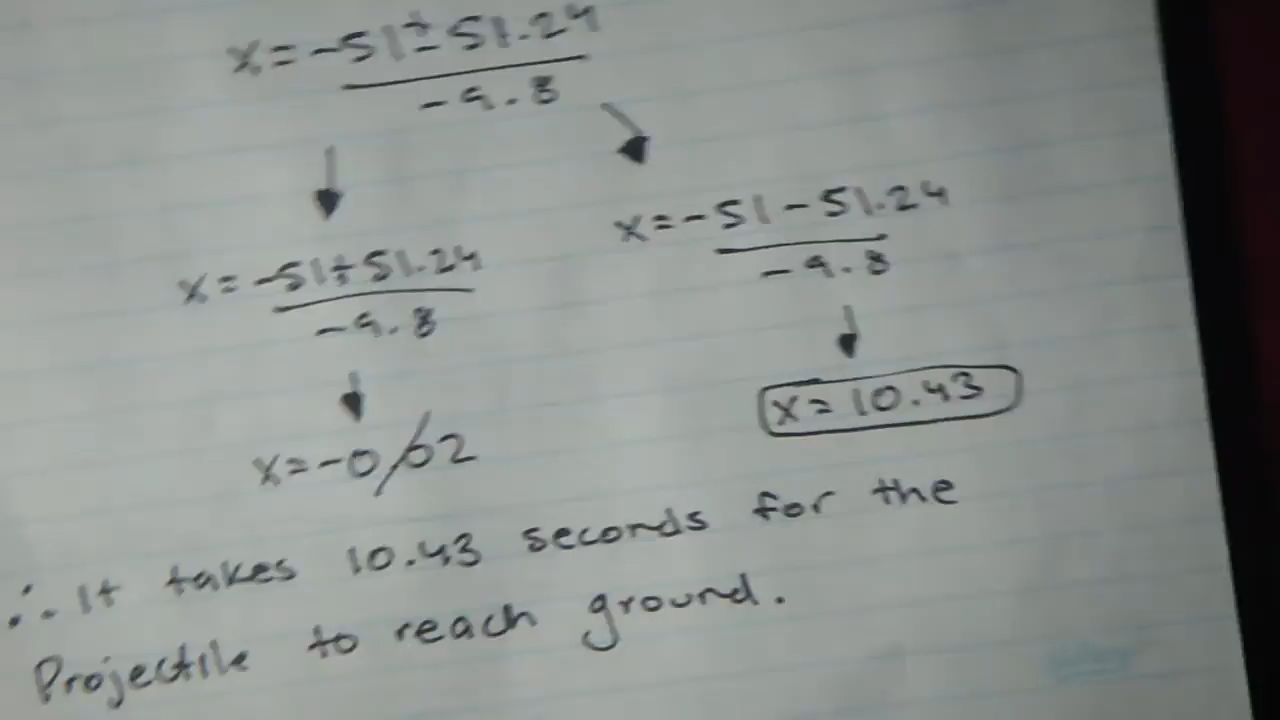 x = -51 ± 51.24
-9.8
x = -51 + 51.24
-9.8
x = -51 - 51.24
-9.8
x = -0.02
x = 10.43
∴ It takes 10.43 seconds for the
Projectile to reach ground.